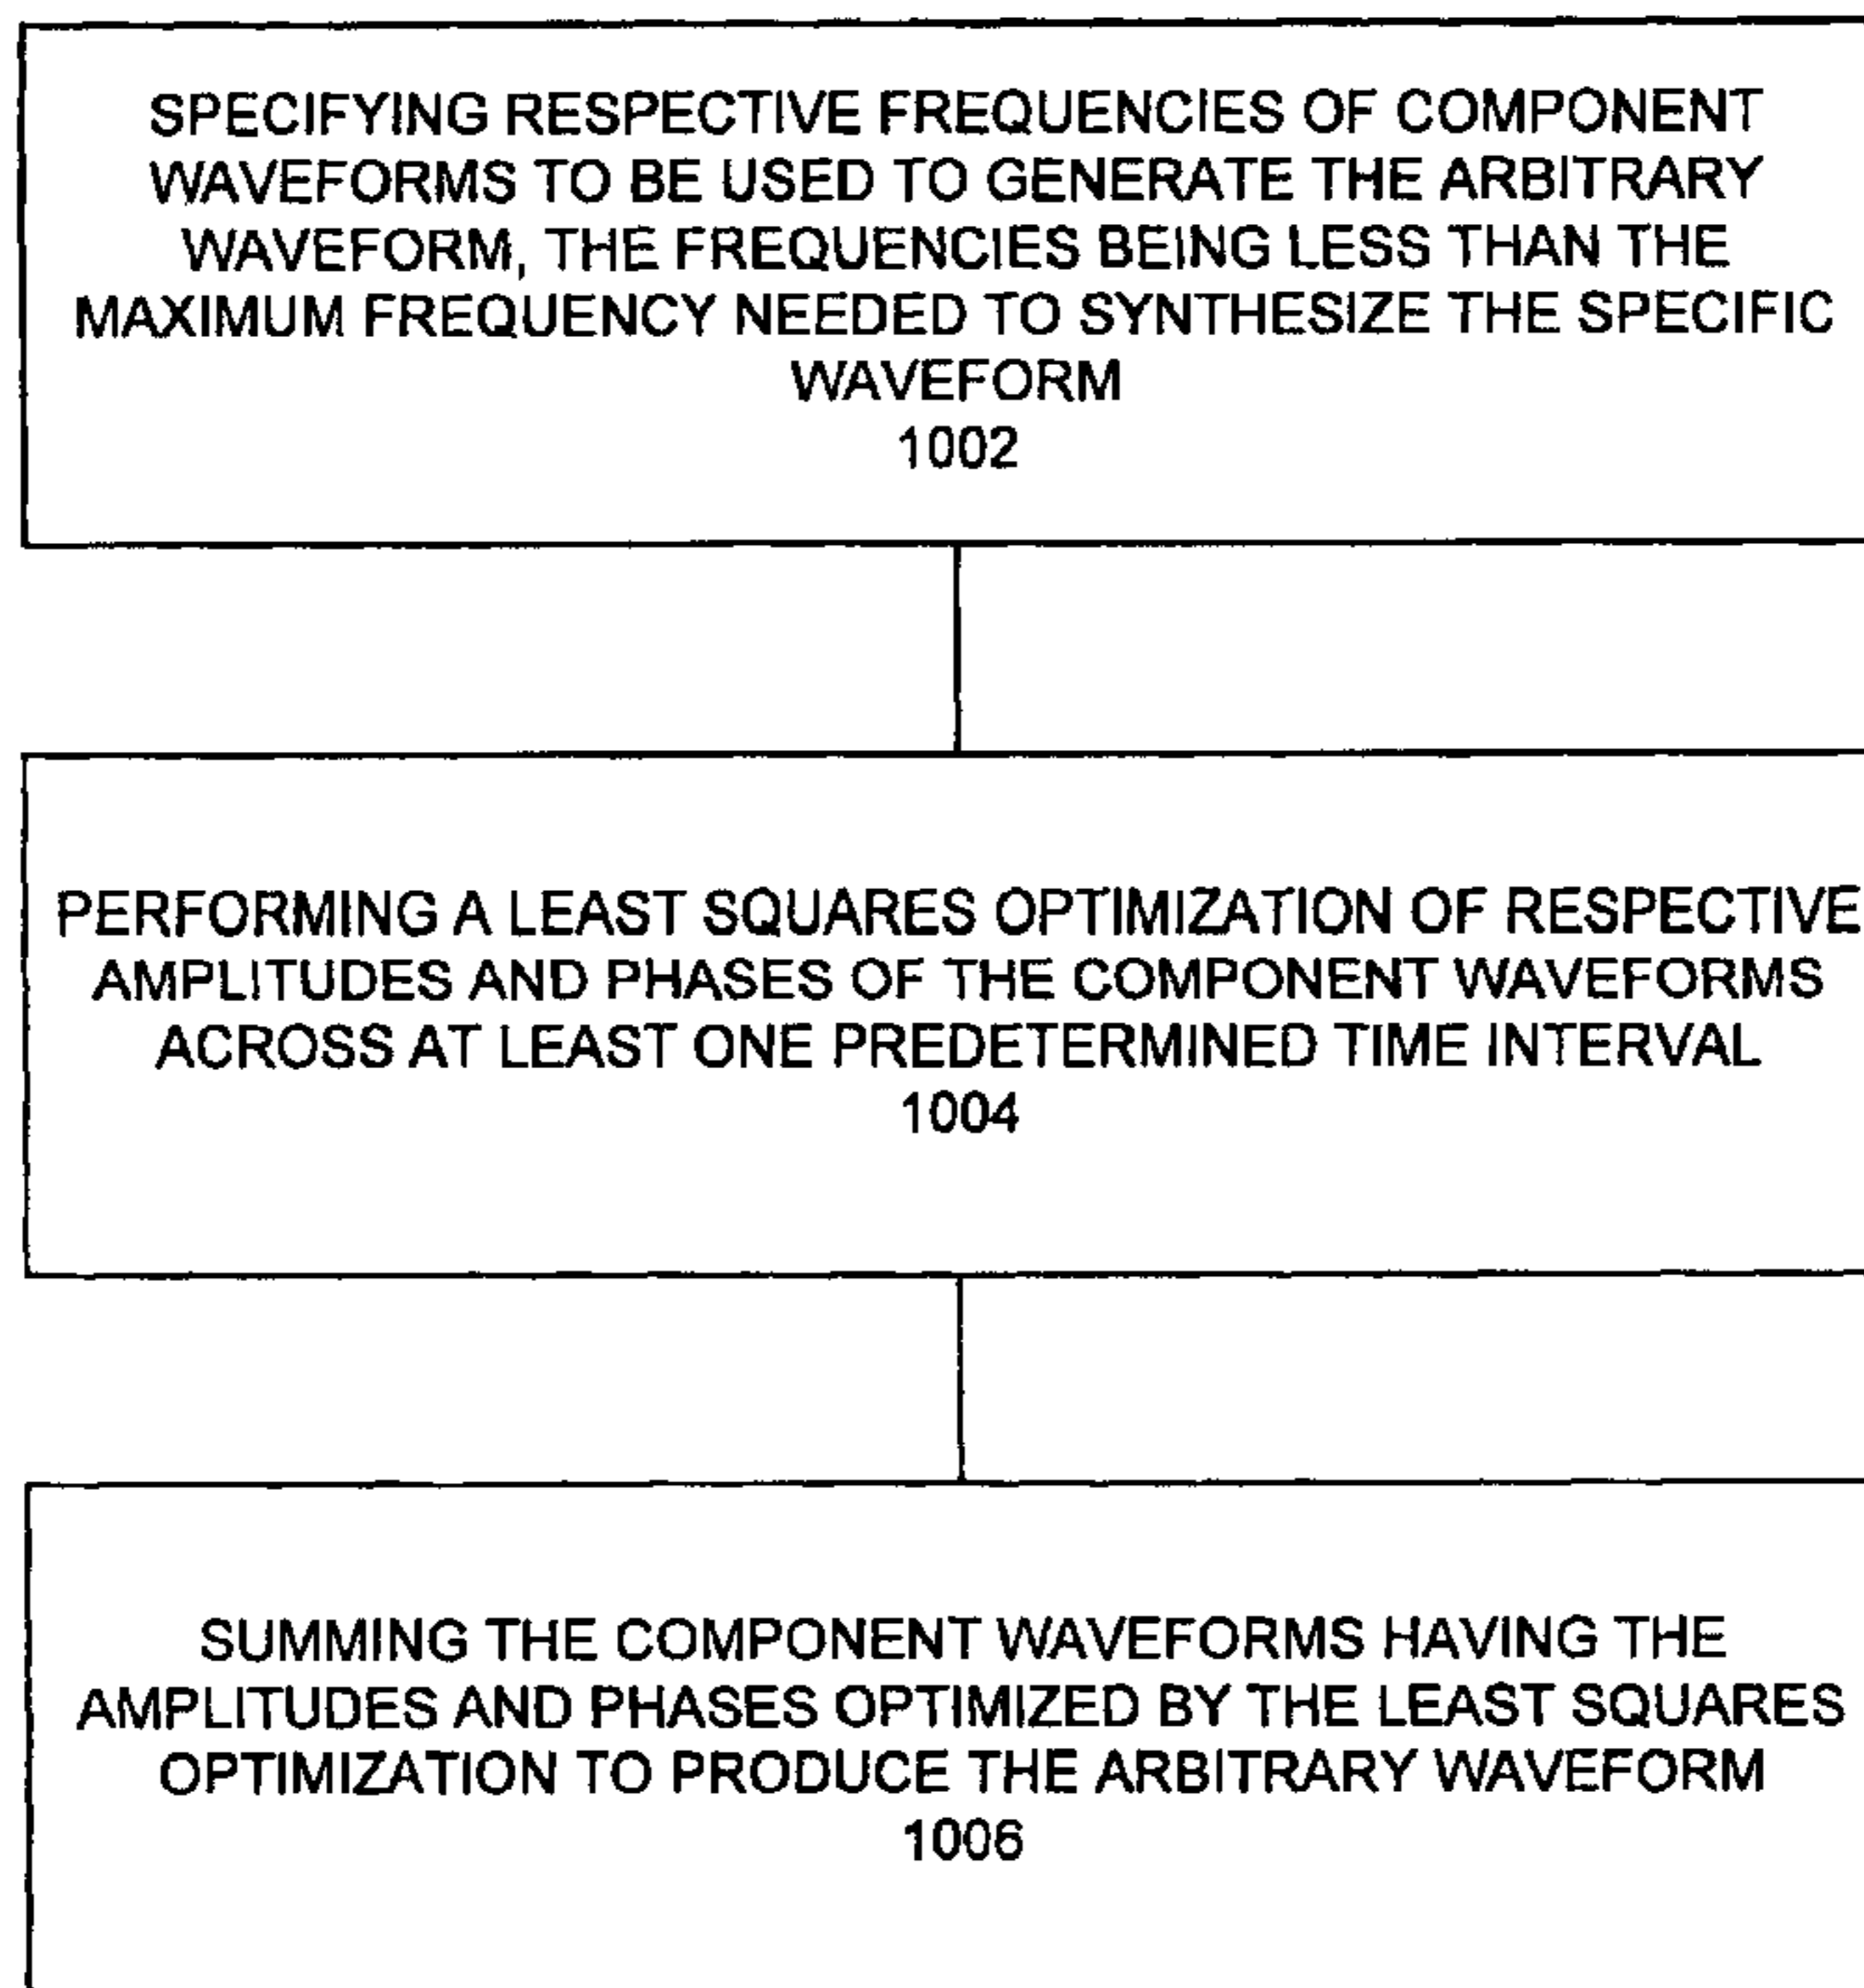 SPECIFYING RESPECTIVE FREQUENCIES OF COMPONENT
WAVEFORMS TO BE USED TO GENERATE THE ARBITRARY
WAVEFORM, THE FREQUENCIES BEING LESS THAN THE
MAXIMUM FREQUENCY NEEDED TO SYNTHESIZE THE SPECIFIC
WAVEFORM
1002
PERFORMING A LEAST SQUARES OPTIMIZATION OF RESPECTIVE
AMPLITUDES AND PHASES OF THE COMPONENT WAVEFORMS
ACROSS AT LEAST ONE PREDETERMINED TIME INTERVAL
1004
SUMMING THE COMPONENT WAVEFORMS HAVING THE
AMPLITUDES AND PHASES OPTIMIZED BY THE LEAST SQUARES
OPTIMIZATION TO PRODUCE THE ARBITRARY WAVEFORM
1006